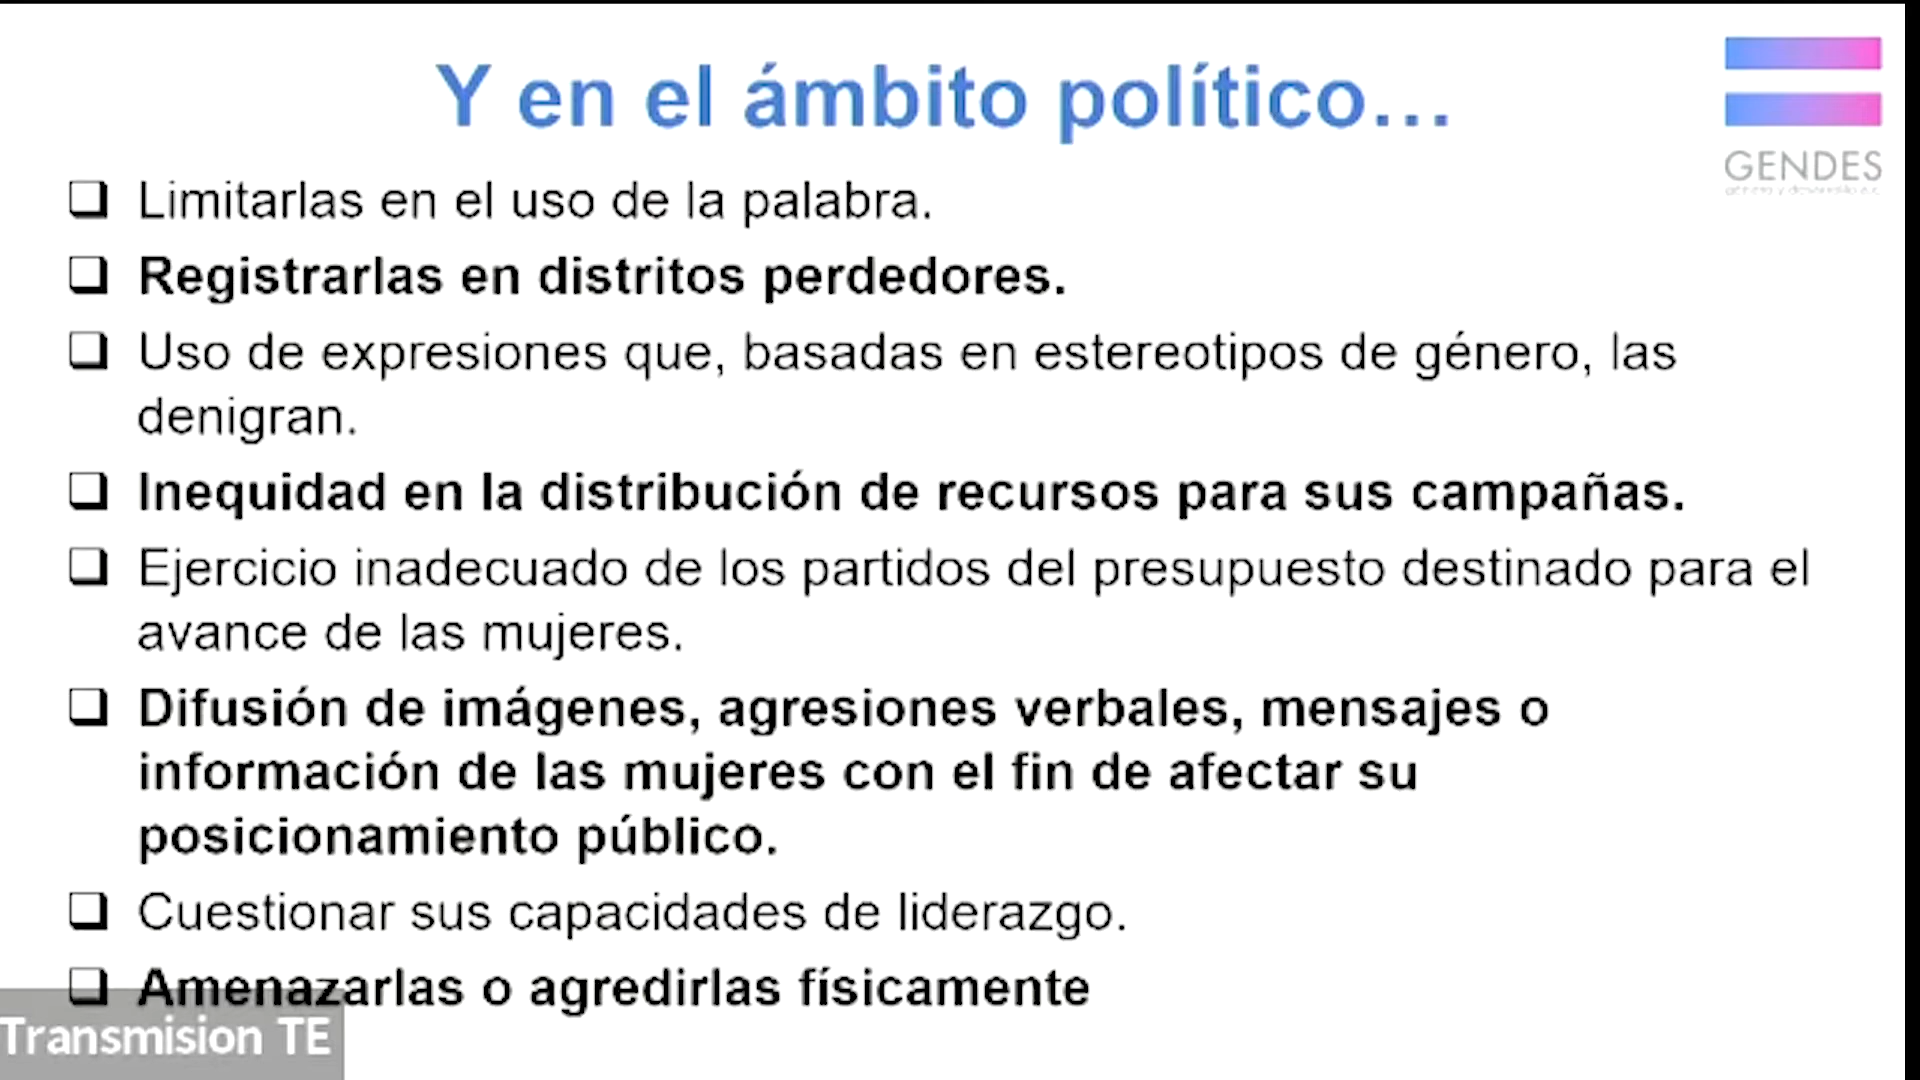 Y en el ámbito político...
GENDES
❑ Limitarlas en el uso de la palabra.
❑ Registrarlas en distritos perdedores.
❑ Uso de expresiones que, basadas en estereotipos de género, las
denigran.
❑ Inequidad en la distribución de recursos para sus campañas.
❑ Ejercicio inadecuado de los partidos del presupuesto destinado para el
avance de las mujeres.
❑ Difusión de imágenes, agresiones verbales, mensajes o
información de las mujeres con el fin de afectar su
posicionamiento público.
❑ Cuestionar sus capacidades de liderazgo.
❑ Amenazarlas o agredirlas físicamente
Transmision TE